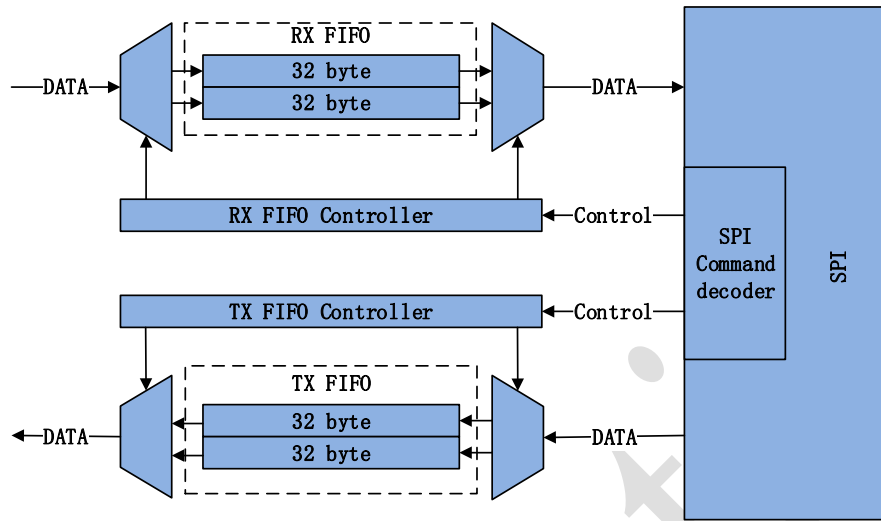 RX FIFO
32 byte
DATA
DATA
32 byte
RX FIFO Controller
Control
SPI
Command
decoder
SPI
TX FIFO Controller
Control
TX FIFO
32 byte
DATA
DATA
32 byte